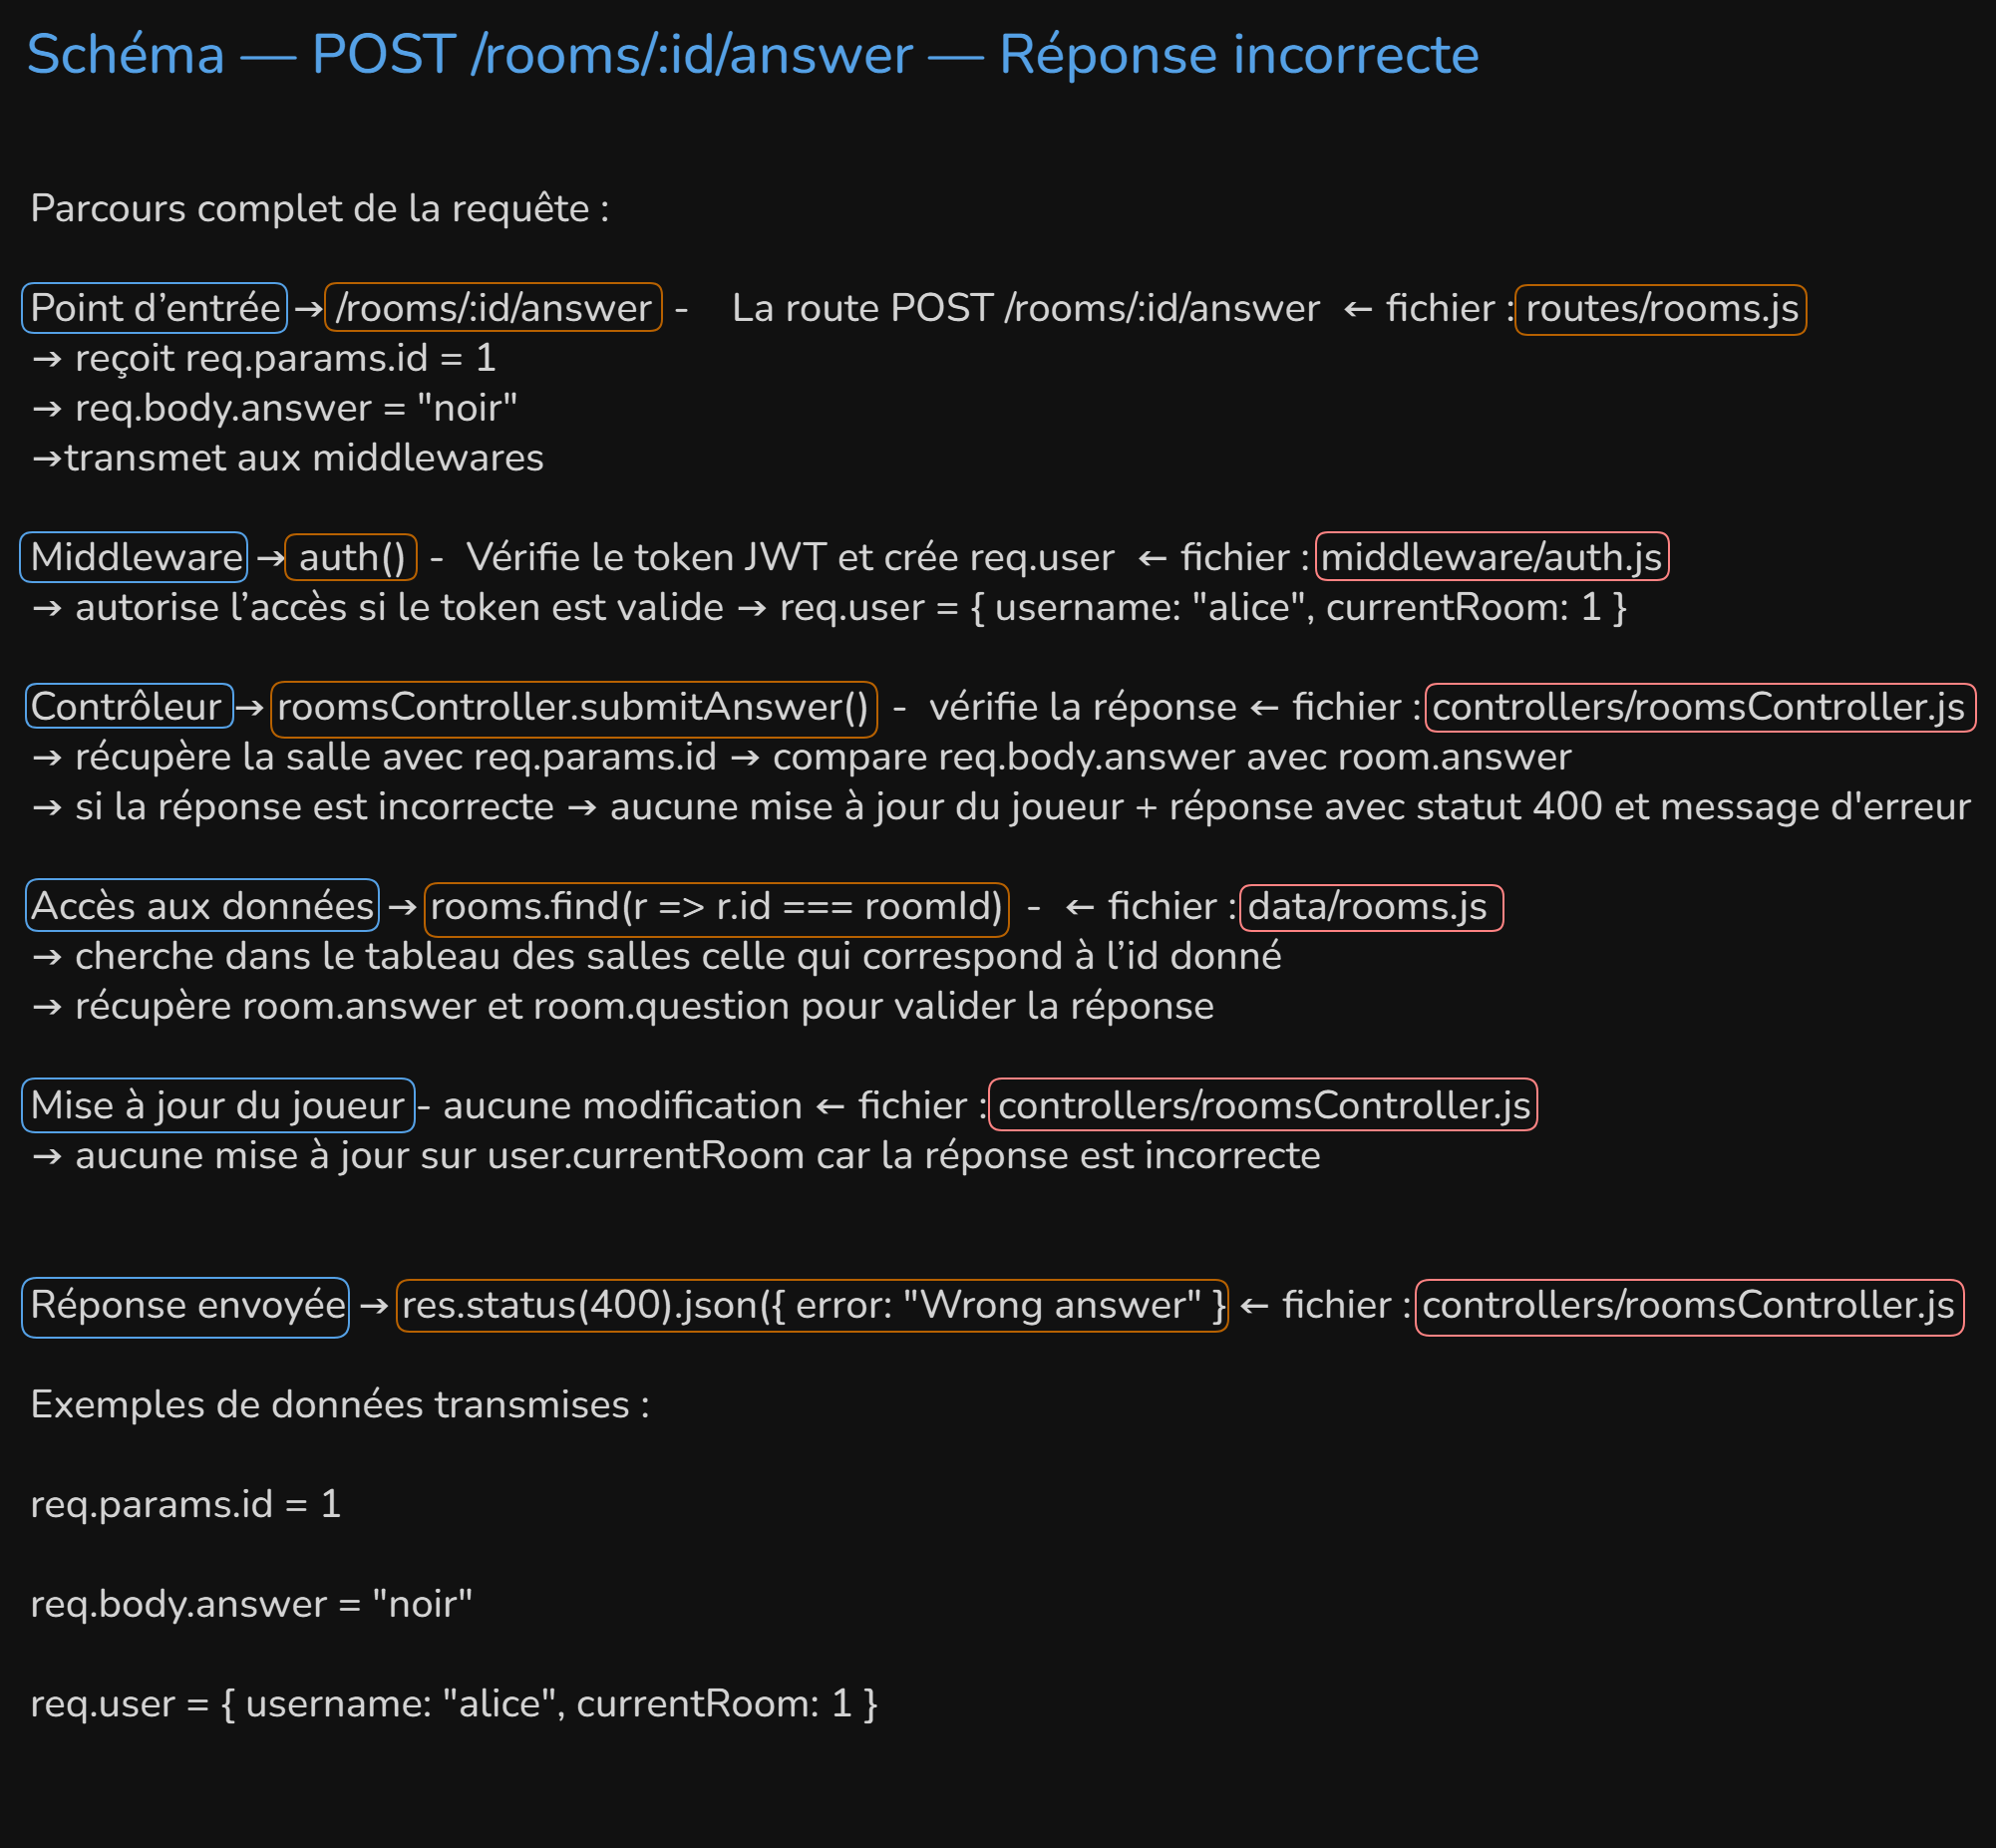 Schéma — POST /rooms/:id/answer — Réponse incorrecte
Parcours complet de la requête :
Point d’entrée → /rooms/:id/answer - La route POST /rooms/:id/answer ← fichier : routes/rooms.js
→ reçoit req.params.id = 1
→ req.body.answer = "noir"
→transmet aux middlewares
Middleware → auth() - Vérifie le token JWT et crée req.user ← fichier : middleware/auth.js
→ autorise l’accès si le token est valide → req.user = { username: "alice", currentRoom: 1 }
Contrôleur → roomsController.submitAnswer() - vérifie la réponse ← fichier : controllers/roomsController.js
→ récupère la salle avec req.params.id → compare req.body.answer avec room.answer
→ si la réponse est incorrecte → aucune mise à jour du joueur + réponse avec statut 400 et message d'erreur
Accès aux données → rooms.find(r => r.id === roomId) - ← fichier : data/rooms.js
→ cherche dans le tableau des salles celle qui correspond à l’id donné
→ récupère room.answer et room.question pour valider la réponse
Mise à jour du joueur - aucune modification ← fichier : controllers/roomsController.js
→ aucune mise à jour sur user.currentRoom car la réponse est incorrecte
Réponse envoyée → res.status(400).json({ error: "Wrong answer" } ← fichier : controllers/roomsController.js
Exemples de données transmises :
req.params.id = 1
req.body.answer = "noir"
req.user = { username: "alice", currentRoom: 1 }